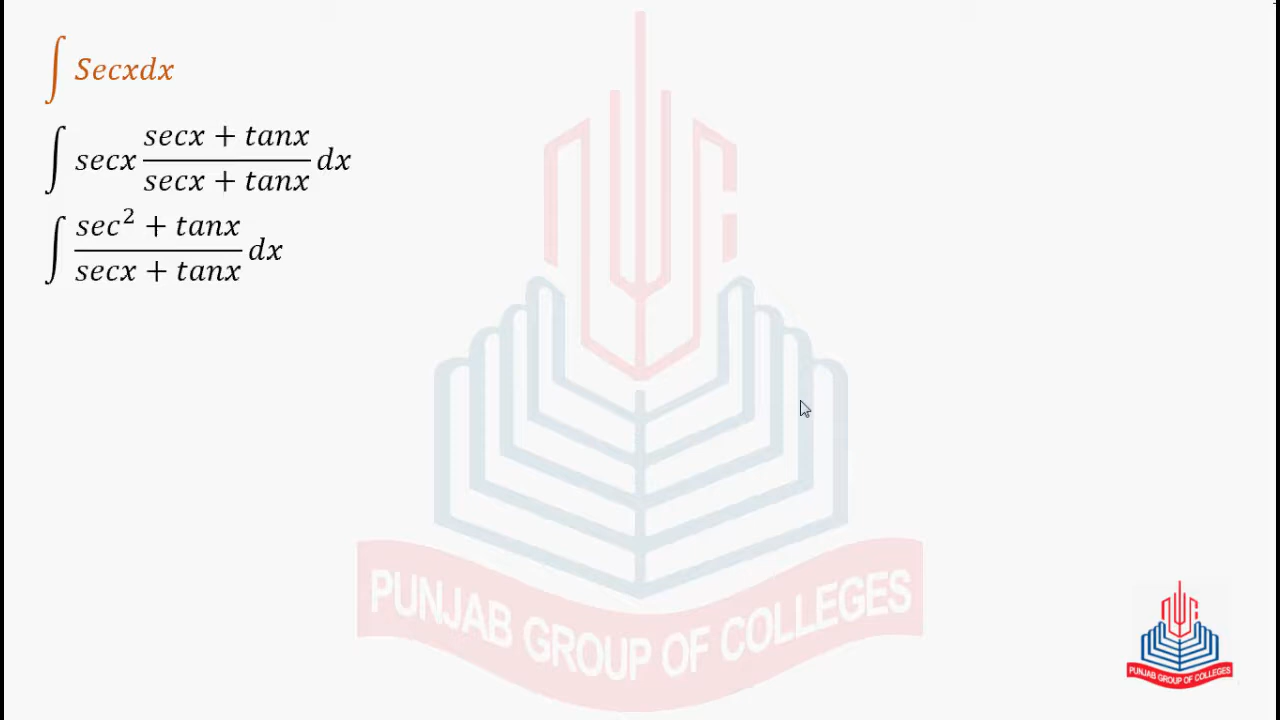 ∫ Secxdx
∫ secx (secx + tanx)/(secx + tanx) dx
∫ (sec² + tanx)/(secx + tanx) dx
PUNJAB GROUP OF COLLEGES
PUNJAB GROUP OF COLLEGES